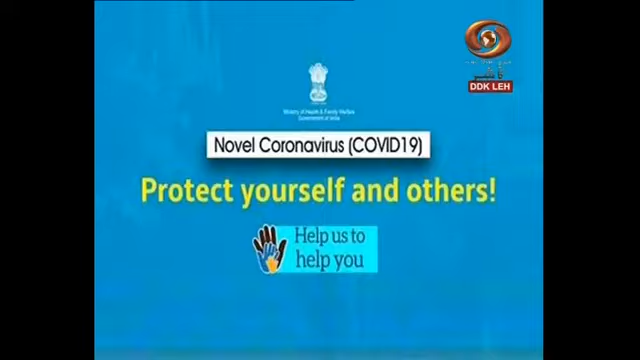 DDK LEH
Ministry of Health & Family Welfare
Government of India
Novel Coronavirus (COVID19)
Protect yourself and others!
Help us to
help you